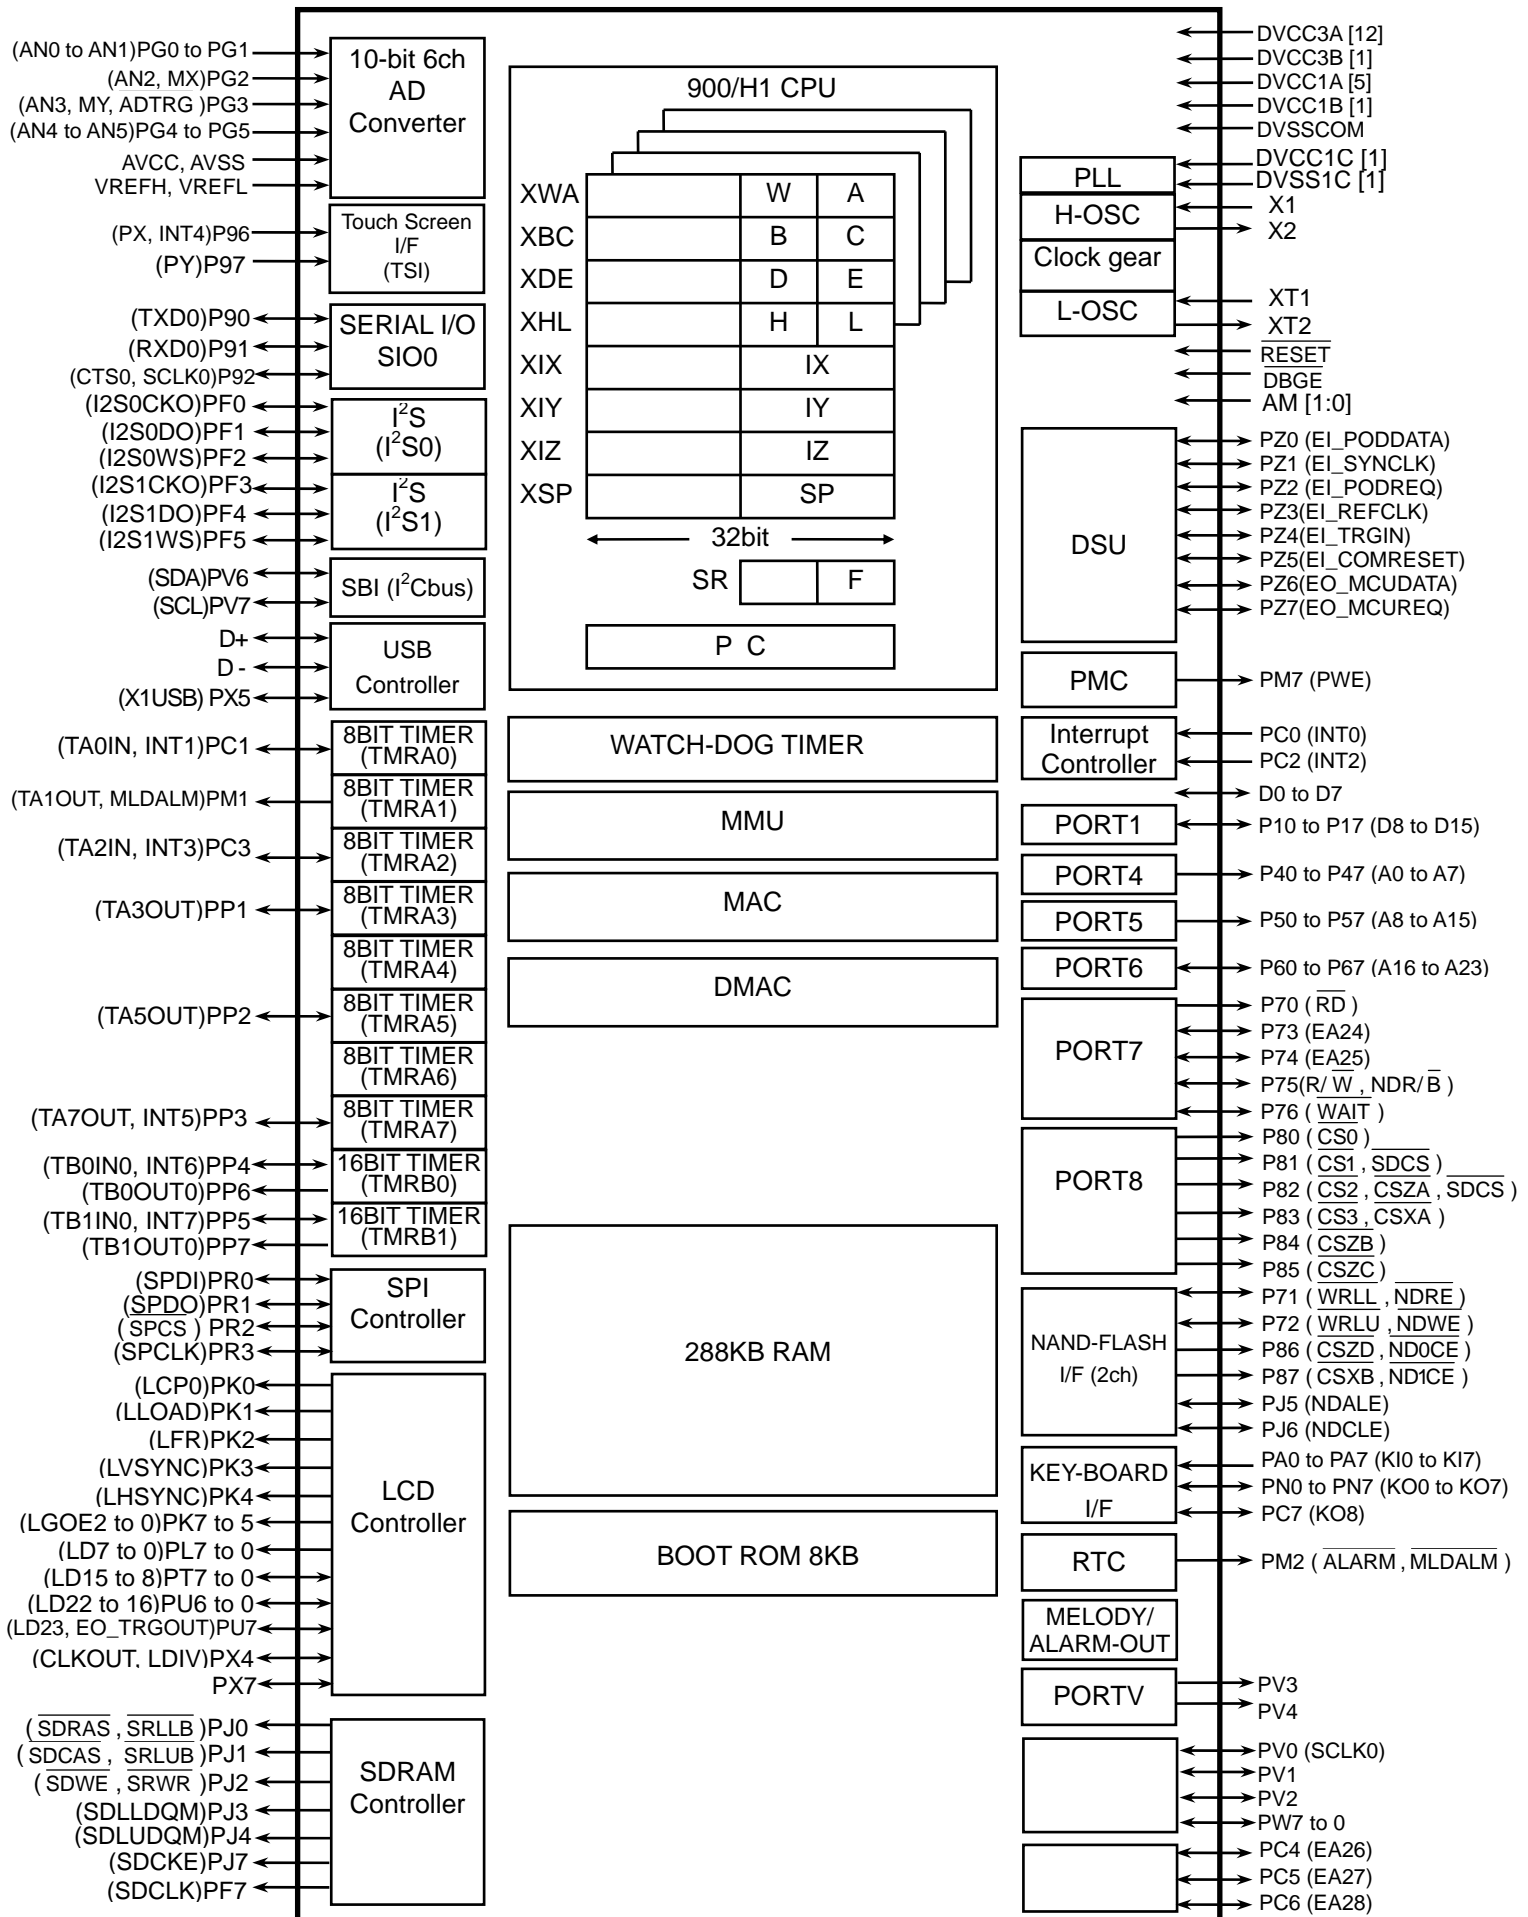 (AN0 to AN1)PG0 to PG1
(AN2, MX)PG2
(AN3, MY, ADTRG )PG3
(AN4 to AN5)PG4 to PG5
AVCC, AVSS
VREFH, VREFL
10-bit 6ch
AD
Converter
(PX, INT4)P96
(PY)P97
Touch Screen
I/F
(TSI)
(TXD0)P90
(RXD0)P91
(CTS0, SCLK0)P92
SERIAL I/O
SIO0
(I2S0CKO)PF0
(I2S0DO)PF1
(I2S0WS)PF2
I2S
(I2S0)
(I2S1CKO)PF3
(I2S1DO)PF4
(I2S1WS)PF5
I2S
(I2S1)
(SDA)PV6
(SCL)PV7
SBI (I2Cbus)
D+
D -
(X1USB) PX5
USB
Controller
(TA0IN, INT1)PC1
8BIT TIMER
(TMRA0)
(TA1OUT, MLDALM)PM1
8BIT TIMER
(TMRA1)
(TA2IN, INT3)PC3
8BIT TIMER
(TMRA2)
(TA3OUT)PP1
8BIT TIMER
(TMRA3)
8BIT TIMER
(TMRA4)
(TA5OUT)PP2
8BIT TIMER
(TMRA5)
8BIT TIMER
(TMRA6)
(TA7OUT, INT5)PP3
8BIT TIMER
(TMRA7)
(TB0IN0, INT6)PP4
(TB0OUT0)PP6
16BIT TIMER
(TMRB0)
(TB1IN0, INT7)PP5
(TB1OUT0)PP7
16BIT TIMER
(TMRB1)
(SPDI)PR0
(SPDO)PR1
( SPCS ) PR2
(SPCLK)PR3
SPI
Controller
(LCP0)PK0
(LLOAD)PK1
(LFR)PK2
(LVSYNC)PK3
(LHSYNC)PK4
(LGOE2 to 0)PK7 to 5
(LD7 to 0)PL7 to 0
(LD15 to 8)PT7 to 0
(LD22 to 16)PU6 to 0
(LD23, EO_TRGOUT)PU7
(CLKOUT, LDIV)PX4
PX7
LCD
Controller
( SDRAS , SRLLB )PJ0
( SDCAS , SRLUB )PJ1
( SDWE , SRWR )PJ2
(SDLLDQM)PJ3
(SDLUDQM)PJ4
(SDCKE)PJ7
(SDCLK)PF7
SDRAM
Controller
900/H1 CPU
XWA W A
XBC B C
XDE D E
XHL H L
XIX IX
XIY IY
XIZ IZ
XSP SP
32bit
SR F
P C
WATCH-DOG TIMER
MMU
MAC
DMAC
288KB RAM
BOOT ROM 8KB
DVCC3A [12]
DVCC3B [1]
DVCC1A [5]
DVCC1B [1]
DVSSCOM
DVCC1C [1]
PLL
DVSS1C [1]
X1
H-OSC
X2
Clock gear
XT1
L-OSC
XT2
RESET
DBGE
AM [1:0]
DSU
PZ0 (EI_PODDATA)
PZ1 (EI_SYNCLK)
PZ2 (EI_PODREQ)
PZ3(EI_REFCLK)
PZ4(EI_TRGIN)
PZ5(EI_COMRESET)
PZ6(EO_MCUDATA)
PZ7(EO_MCUREQ)
PMC
PM7 (PWE)
Interrupt
Controller
PC0 (INT0)
PC2 (INT2)
D0 to D7
PORT1
P10 to P17 (D8 to D15)
PORT4
P40 to P47 (A0 to A7)
PORT5
P50 to P57 (A8 to A15)
PORT6
P60 to P67 (A16 to A23)
PORT7
P70 ( RD )
P73 (EA24)
P74 (EA25)
P75(R/ W , NDR/ B )
P76 ( WAIT )
PORT8
P80 ( CS0 )
P81 ( CS1 , SDCS )
P82 ( CS2 , CSZA , SDCS )
P83 ( CS3 , CSXA )
P84 ( CSZB )
P85 ( CSZC )
NAND-FLASH
I/F (2ch)
P71 ( WRLL , NDRE )
P72 ( WRLU , NDWE )
P86 ( CSZD , ND0CE )
P87 ( CSXB , ND1CE )
PJ5 (NDALE)
PJ6 (NDCLE)
KEY-BOARD
I/F
PA0 to PA7 (KI0 to KI7)
PN0 to PN7 (KO0 to KO7)
PC7 (KO8)
RTC
PM2 ( ALARM , MLDALM )
MELODY/
ALARM-OUT
PORTV
PV3
PV4
PV0 (SCLK0)
PV1
PV2
PW7 to 0
PC4 (EA26)
PC5 (EA27)
PC6 (EA28)